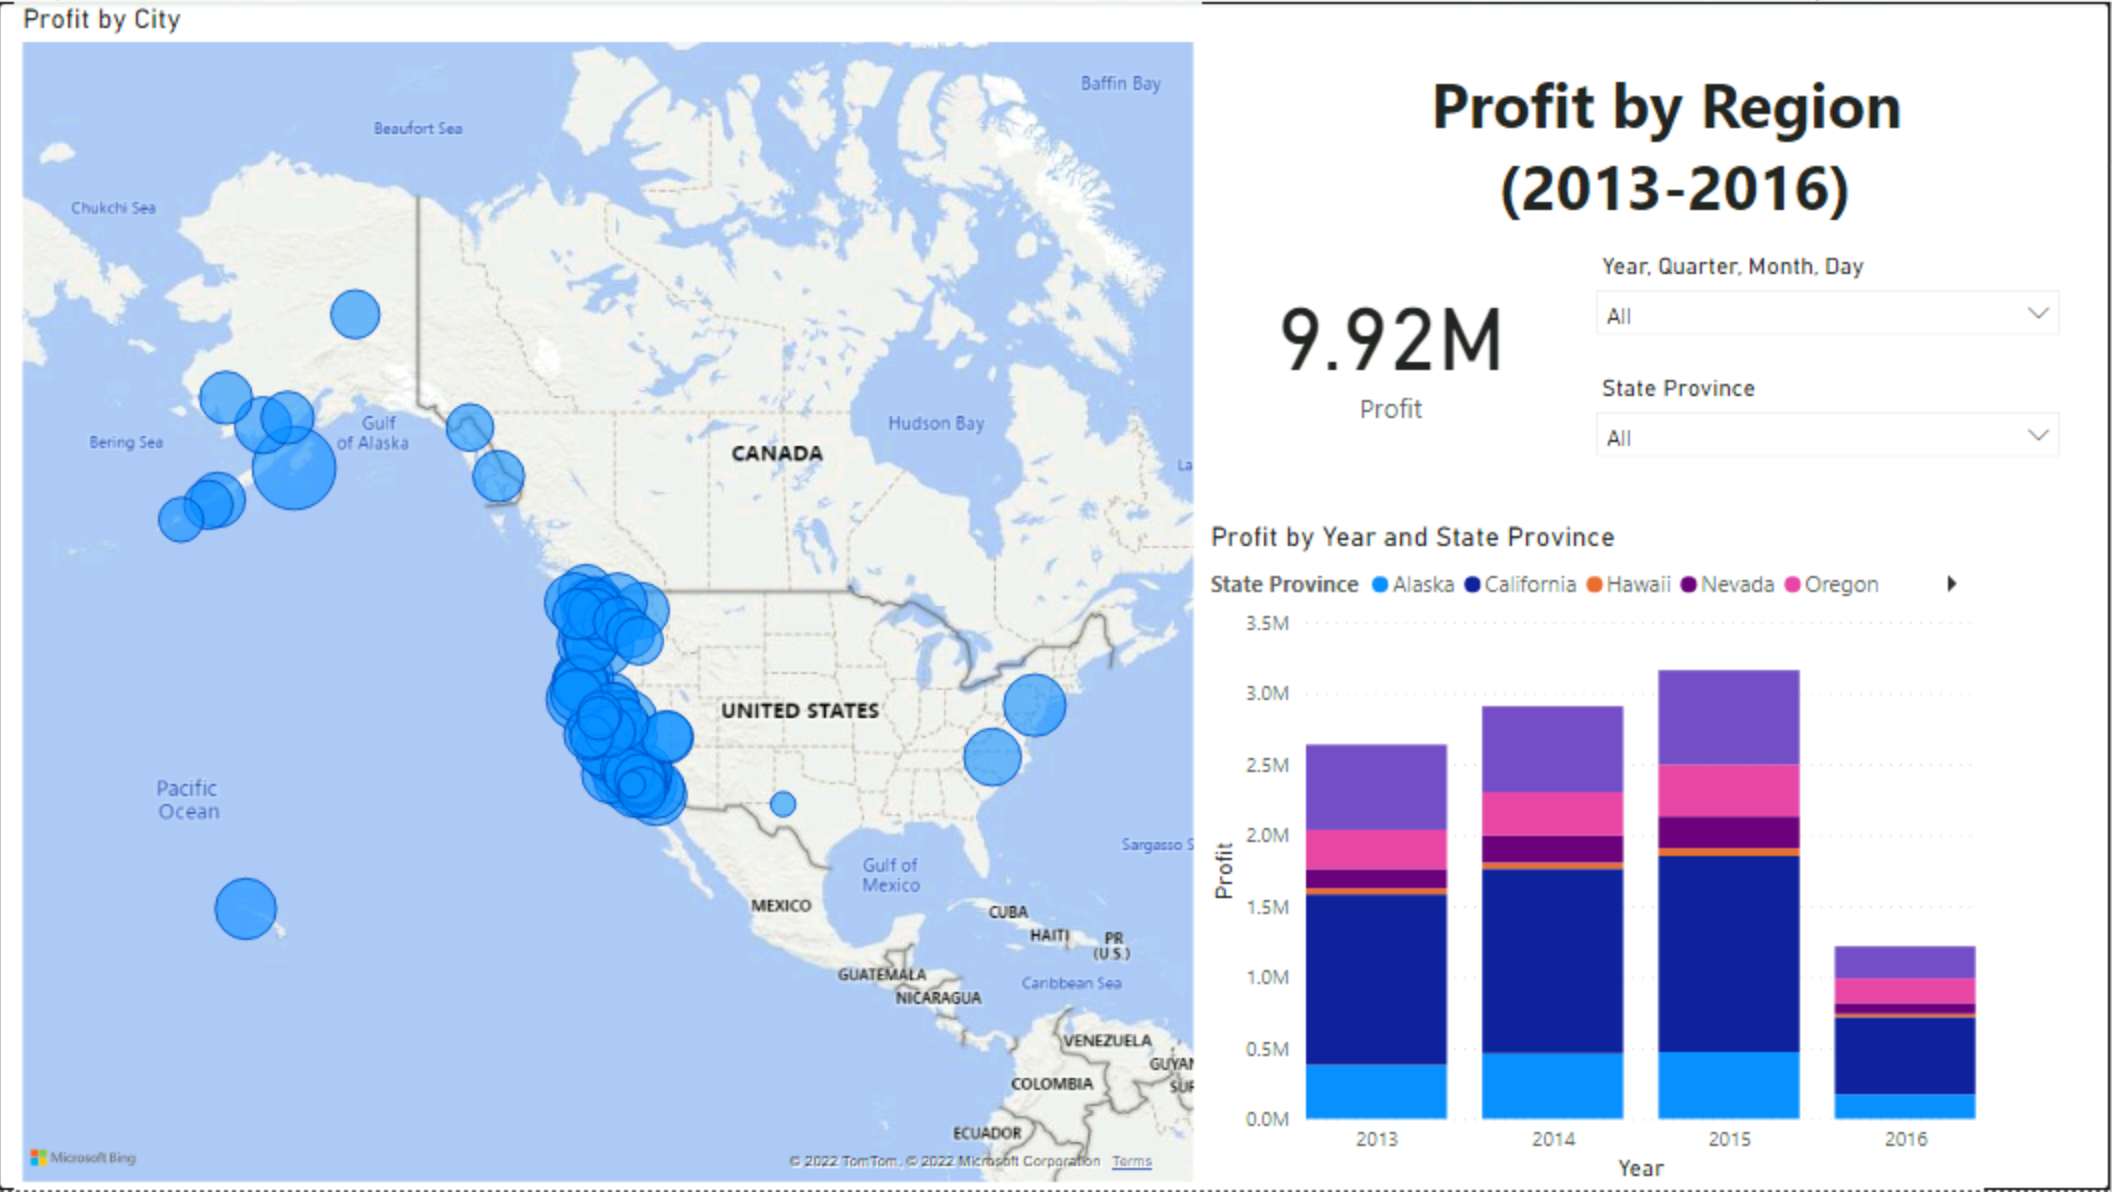 Profit by City
Baffin Bay
Beaufort Sea
Chukchi Sea
Gulf
of Alaska
Bering Sea
Hudson Bay
CANADA
La
UNITED STATES
Pacific
Ocean
Sargasso S
Gulf of
Mexico
MEXICO
CUBA
HAITI
PR
(U.S.)
GUATEMALA
Caribbean Sea
NICARAGUA
VENEZUELA
GUYAN
SUR
COLOMBIA
ECUADOR
Microsoft Bing
© 2022 TomTom, © 2022 Microsoft Corporation Terms
Profit by Region
(2013-2016)
Year, Quarter, Month, Day
All
9.92M
Profit
State Province
All
Profit by Year and State Province
State Province Alaska California Hawaii Nevada Oregon
3.5M
3.0M
2.5M
2.0M
1.5M
1.0M
0.5M
0.0M
Profit
2013 2014 2015 2016
Year